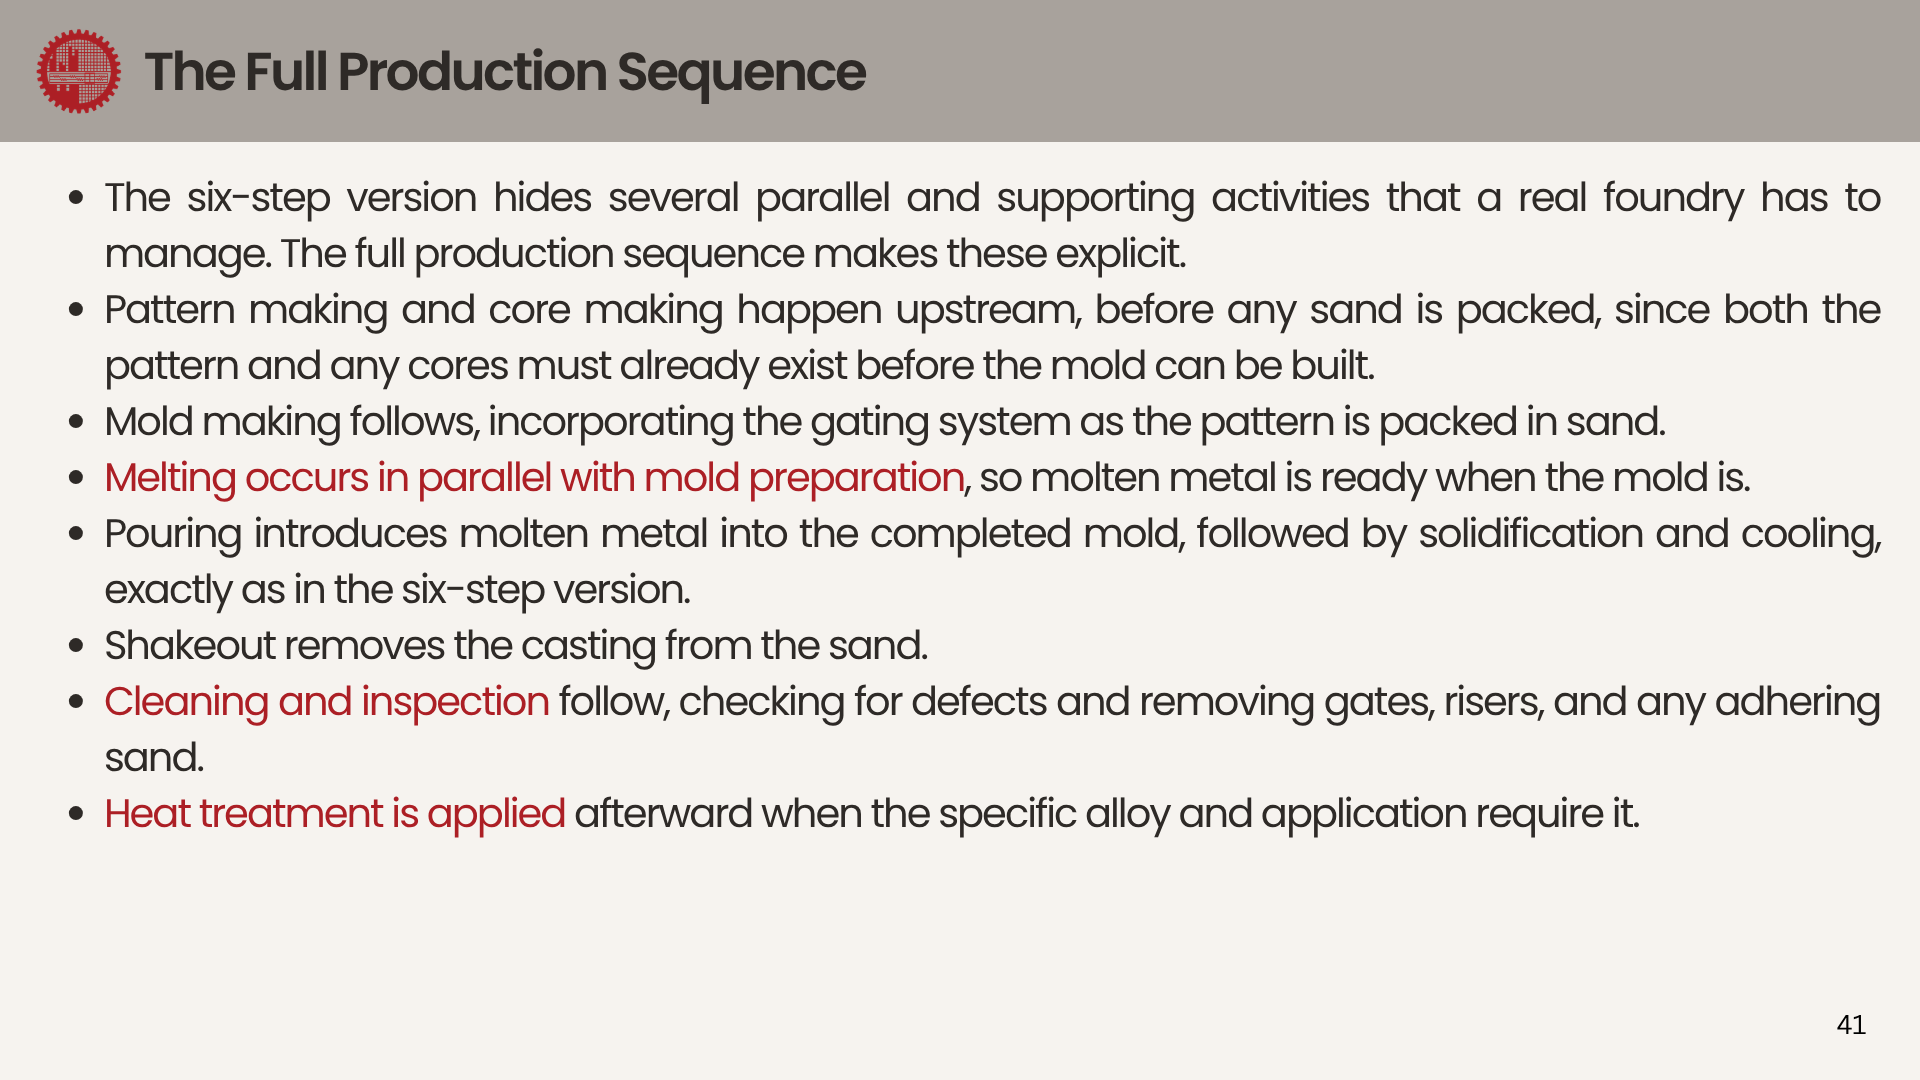 The Full Production Sequence
• The six-step version hides several parallel and supporting activities that a real foundry has to
manage. The full production sequence makes these explicit.
• Pattern making and core making happen upstream, before any sand is packed, since both the
pattern and any cores must already exist before the mold can be built.
• Mold making follows, incorporating the gating system as the pattern is packed in sand.
• Melting occurs in parallel with mold preparation, so molten metal is ready when the mold is.
• Pouring introduces molten metal into the completed mold, followed by solidification and cooling,
exactly as in the six-step version.
• Shakeout removes the casting from the sand.
• Cleaning and inspection follow, checking for defects and removing gates, risers, and any adhering
sand.
• Heat treatment is applied afterward when the specific alloy and application require it.
41